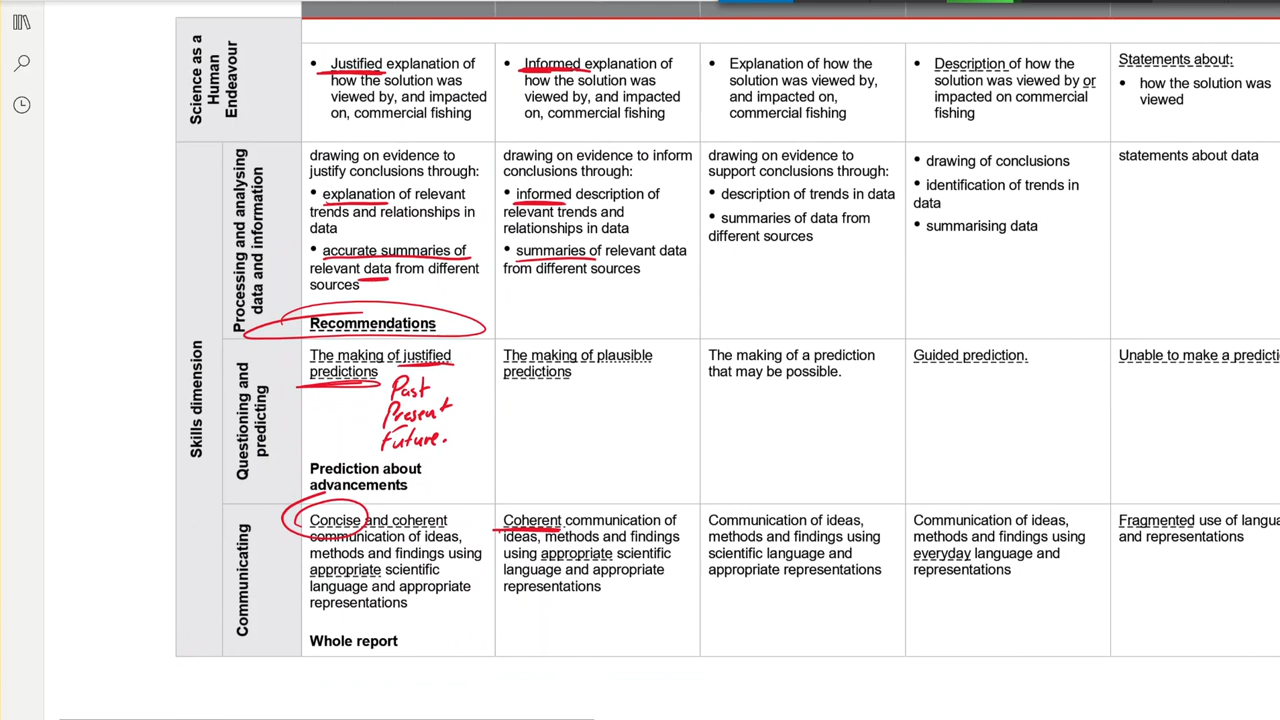 Science as a
Human
Endeavour
• Justified explanation of
how the solution was
viewed by, and impacted
on, commercial fishing
• Informed explanation of
how the solution was
viewed by, and impacted
on, commercial fishing
• Explanation of how the
solution was viewed by,
and impacted on,
commercial fishing
• Description of how the
solution was viewed by or
impacted on commercial
fishing
Statements about:
• how the solution was
viewed
Skills dimension
Processing and analysing
data and information
drawing on evidence to
justify conclusions through:
• explanation of relevant
trends and relationships in
data
• accurate summaries of
relevant data from different
sources
Recommendations
drawing on evidence to inform
conclusions through:
• informed description of
relevant trends and
relationships in data
• summaries of relevant data
from different sources
drawing on evidence to
support conclusions through:
• description of trends in data
• summaries of data from
different sources
• drawing of conclusions
• identification of trends in
data
• summarising data
statements about data
Questioning and
predicting
The making of justified
predictions
Past
Present
Future.
Prediction about
advancements
The making of plausible
predictions
The making of a prediction
that may be possible.
Guided prediction.
Unable to make a predicti
Communicating
Concise and coherent
communication of ideas,
methods and findings using
appropriate scientific
language and appropriate
representations
Whole report
Coherent communication of
ideas, methods and findings
using appropriate scientific
language and appropriate
representations
Communication of ideas,
methods and findings using
scientific language and
appropriate representations
Communication of ideas,
methods and findings using
everyday language and
representations
Fragmented use of langua
and representations